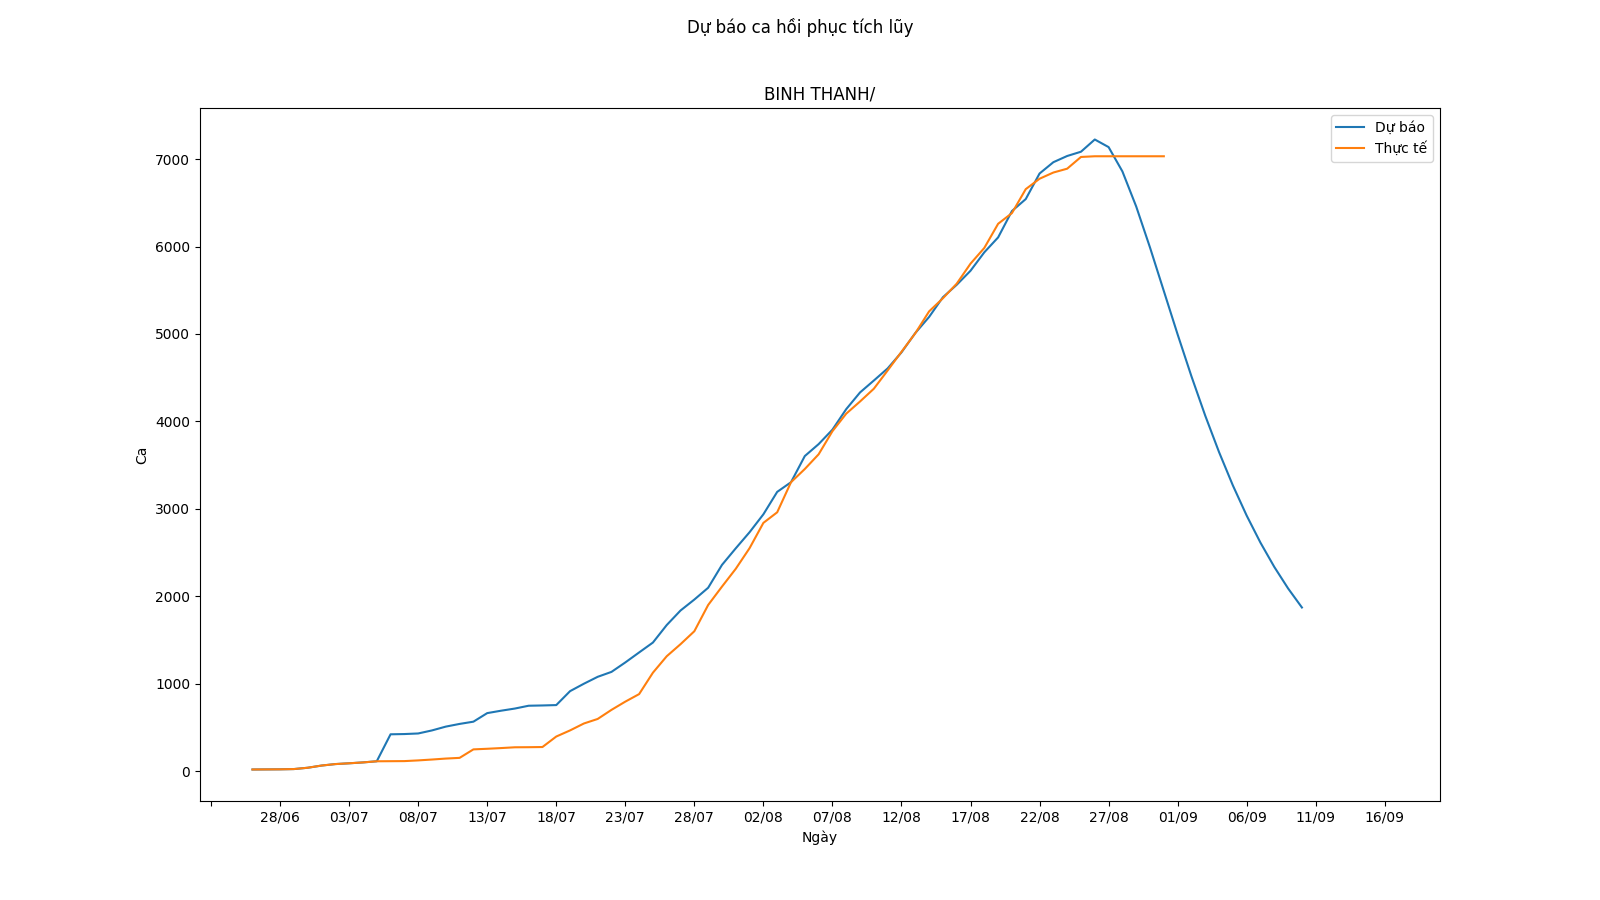 Dự báo ca hồi phục tích lũy
BINH THANH/
Dự báo
Thực tế
7000
6000
5000
4000
3000
2000
1000
0
Ca
28/06 03/07 08/07 13/07 18/07 23/07 28/07 02/08 07/08 12/08 17/08 22/08 27/08 01/09 06/09 11/09 16/09
Ngày